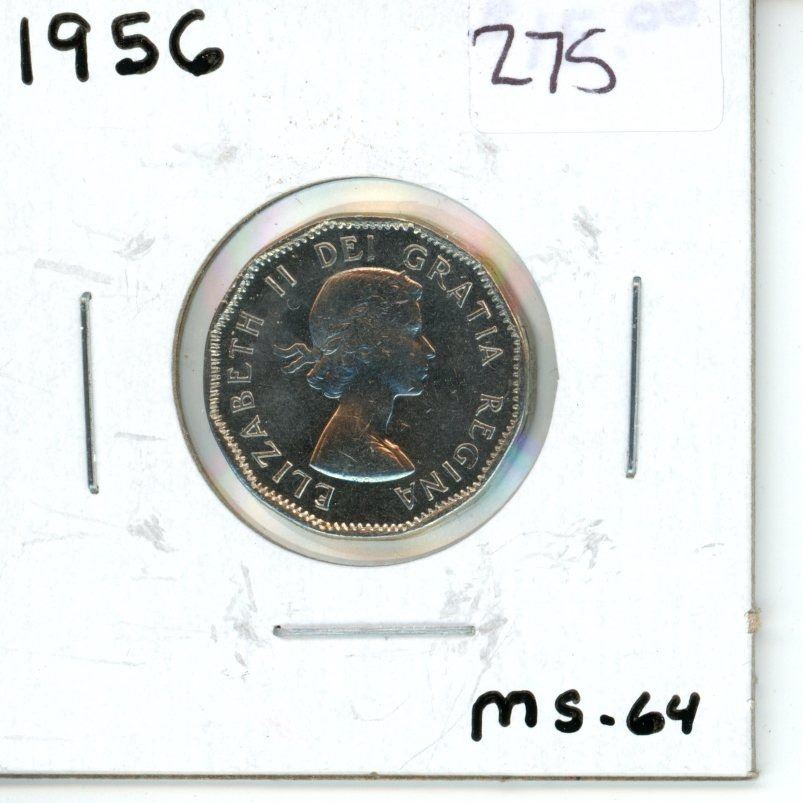 1956
275
ELIZABETH II DEI GRATIA REGINA
MS-64